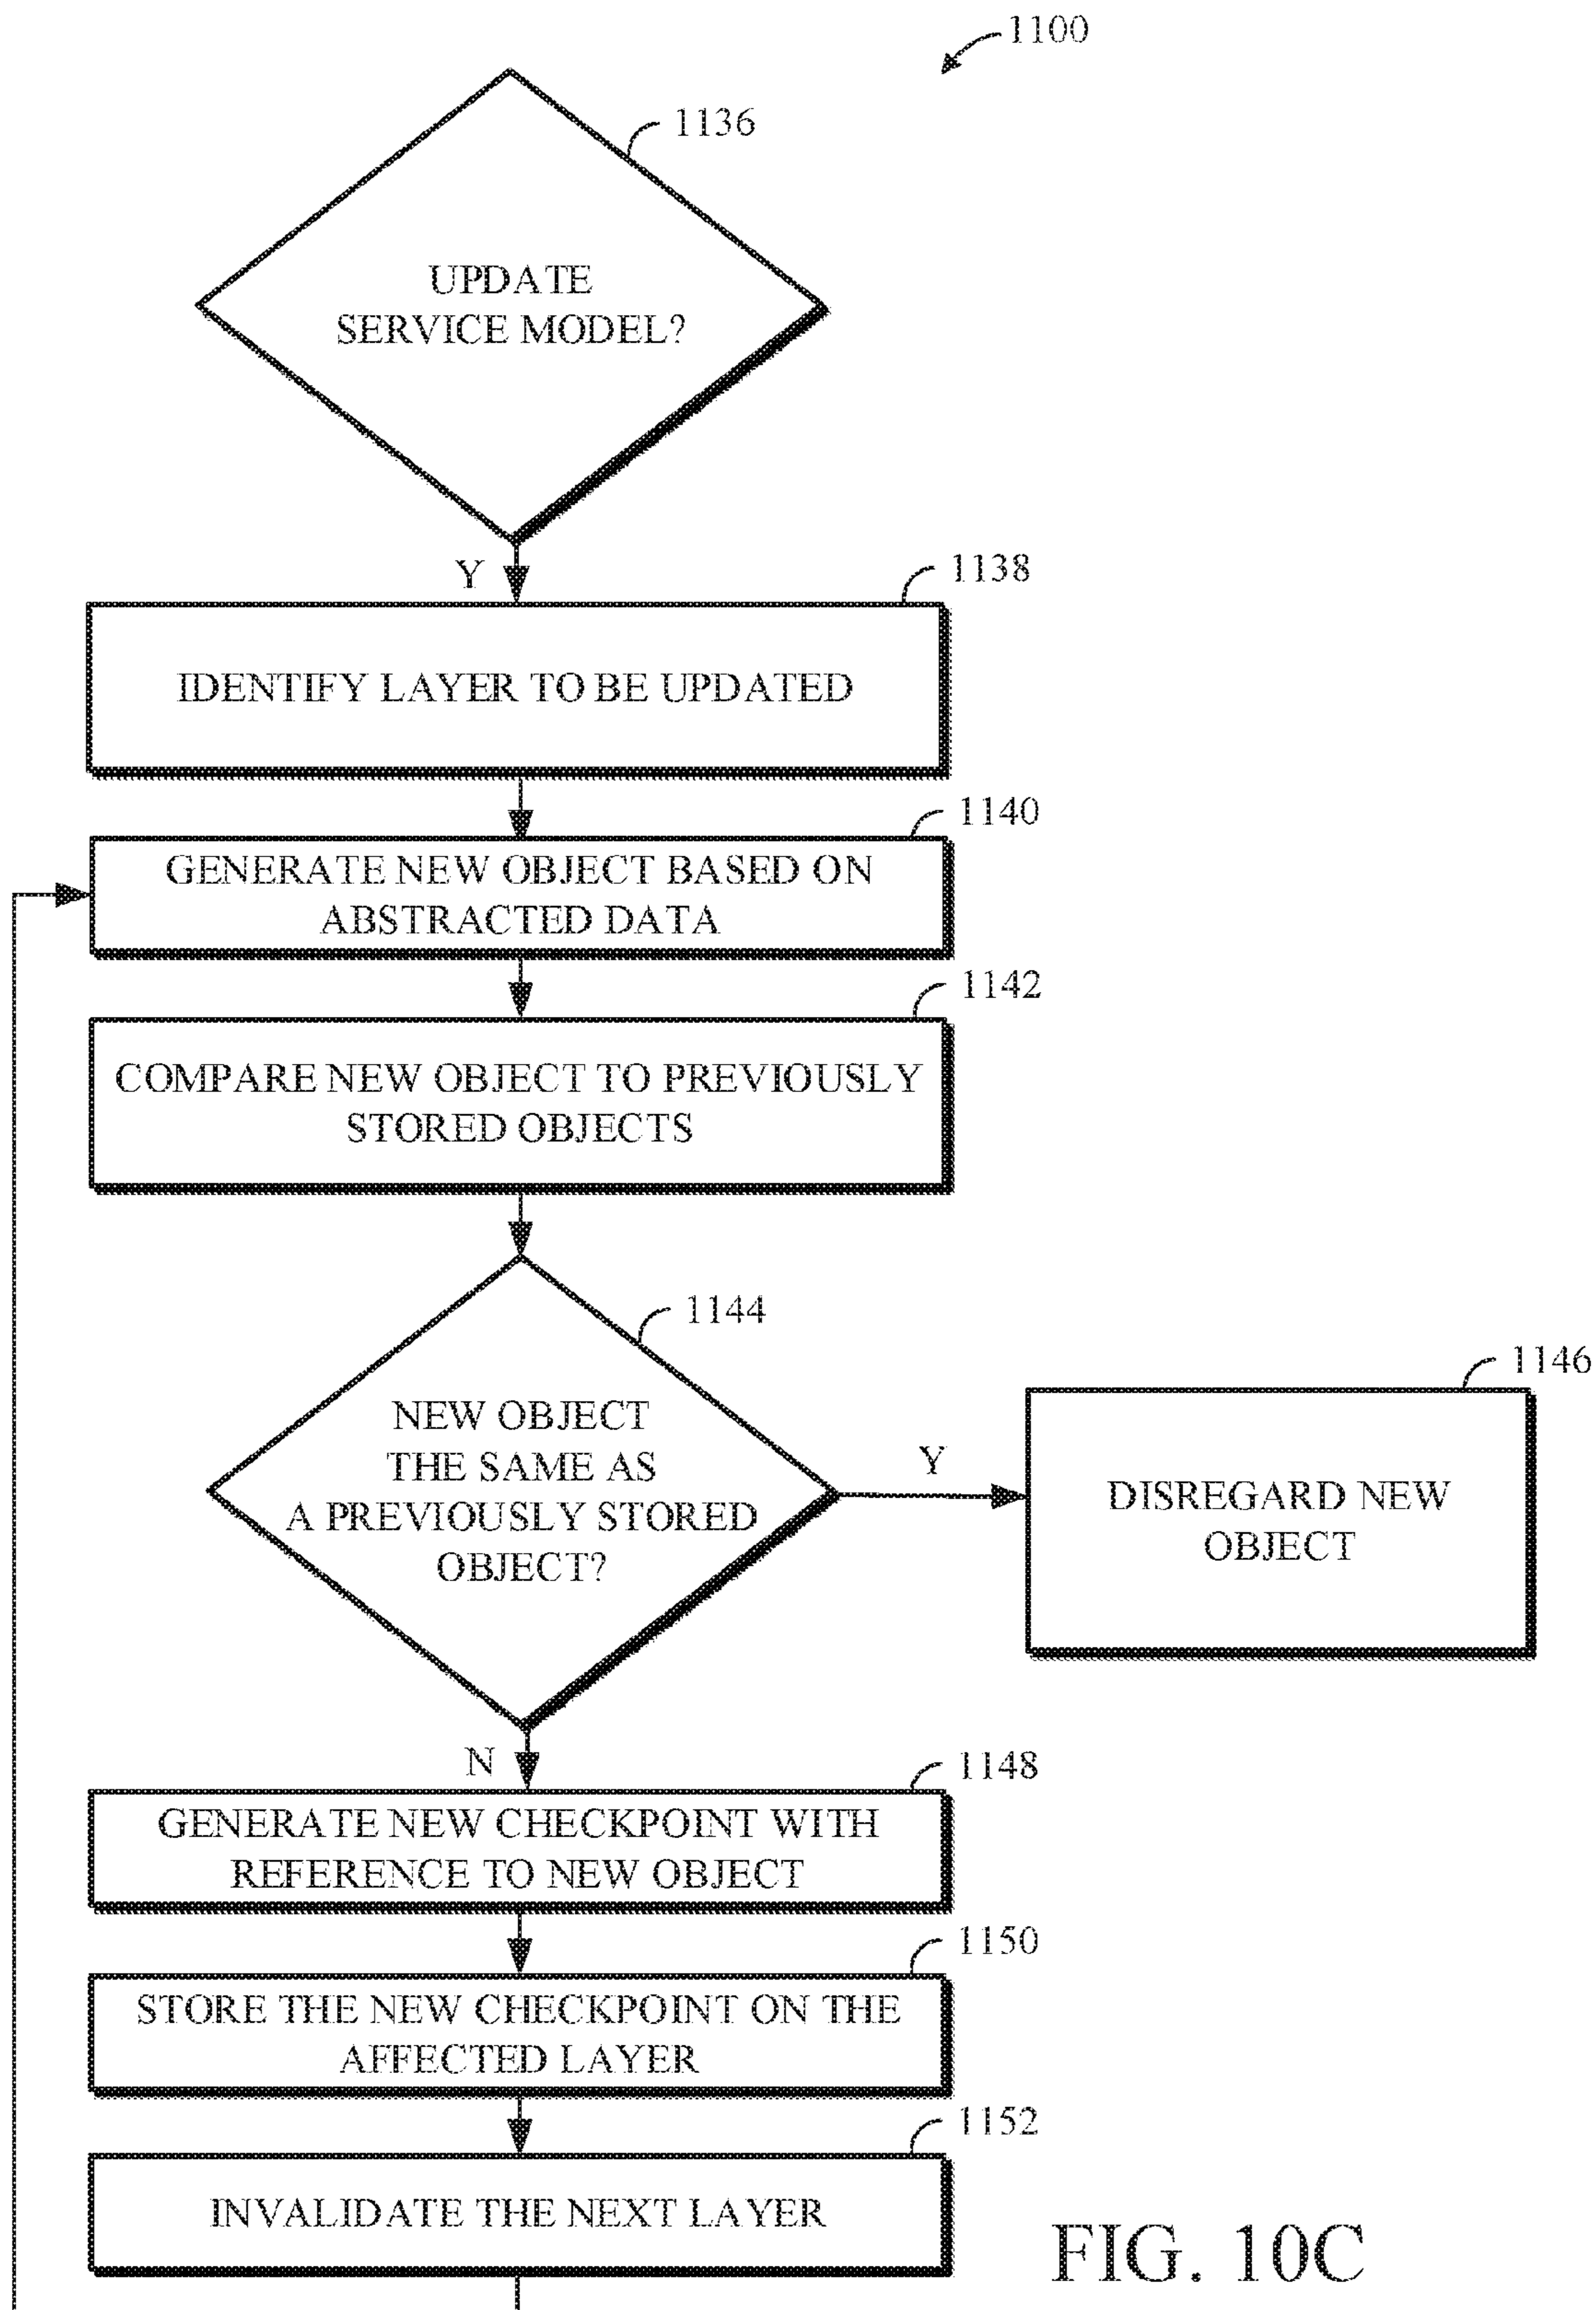 1100
1136
UPDATE
SERVICE MODEL?
Y
1138
IDENTIFY LAYER TO BE UPDATED
1140
GENERATE NEW OBJECT BASED ON
ABSTRACTED DATA
1142
COMPARE NEW OBJECT TO PREVIOUSLY
STORED OBJECTS
1144
NEW OBJECT
THE SAME AS
A PREVIOUSLY STORED
OBJECT?
Y
1146
DISREGARD NEW
OBJECT
N
1148
GENERATE NEW CHECKPOINT WITH
REFERENCE TO NEW OBJECT
1150
STORE THE NEW CHECKPOINT ON THE
AFFECTED LAYER
1152
INVALIDATE THE NEXT LAYER
FIG. 10C